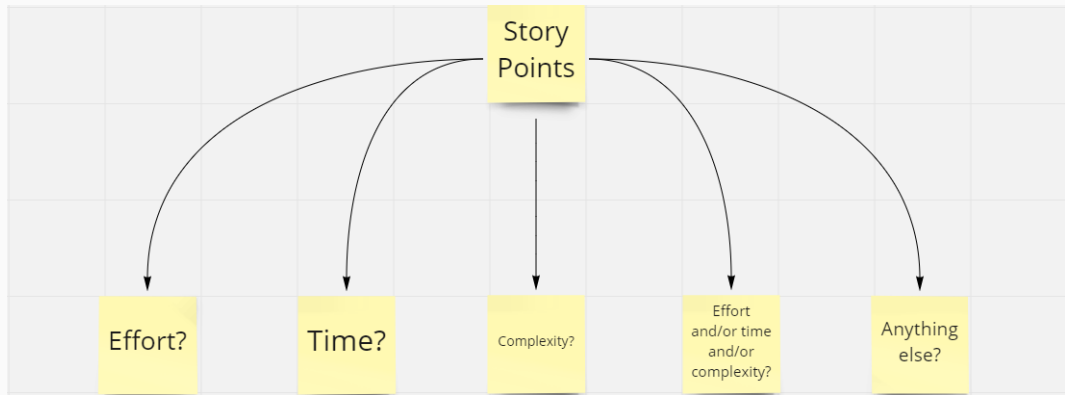 Story
Points
Effort?
Time?
Complexity?
Effort
and/or time
and/or
complexity?
Anything
else?